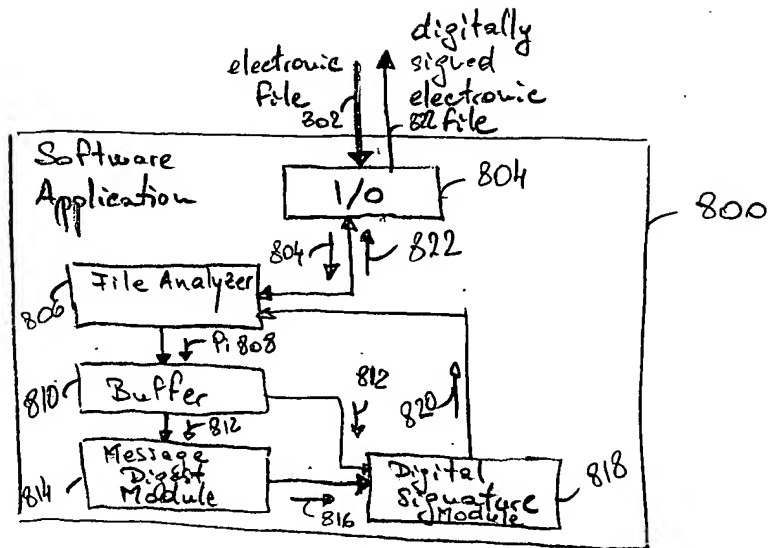 electronic
file
302
digitally
signed
electronic
822 file
Software
Application
I/O
804
800
804
822
File Analyzer
806
Pi 808
Buffer
810
812
812
820
Message
Digest
Module
814
816
Digital
Signature
Module
818